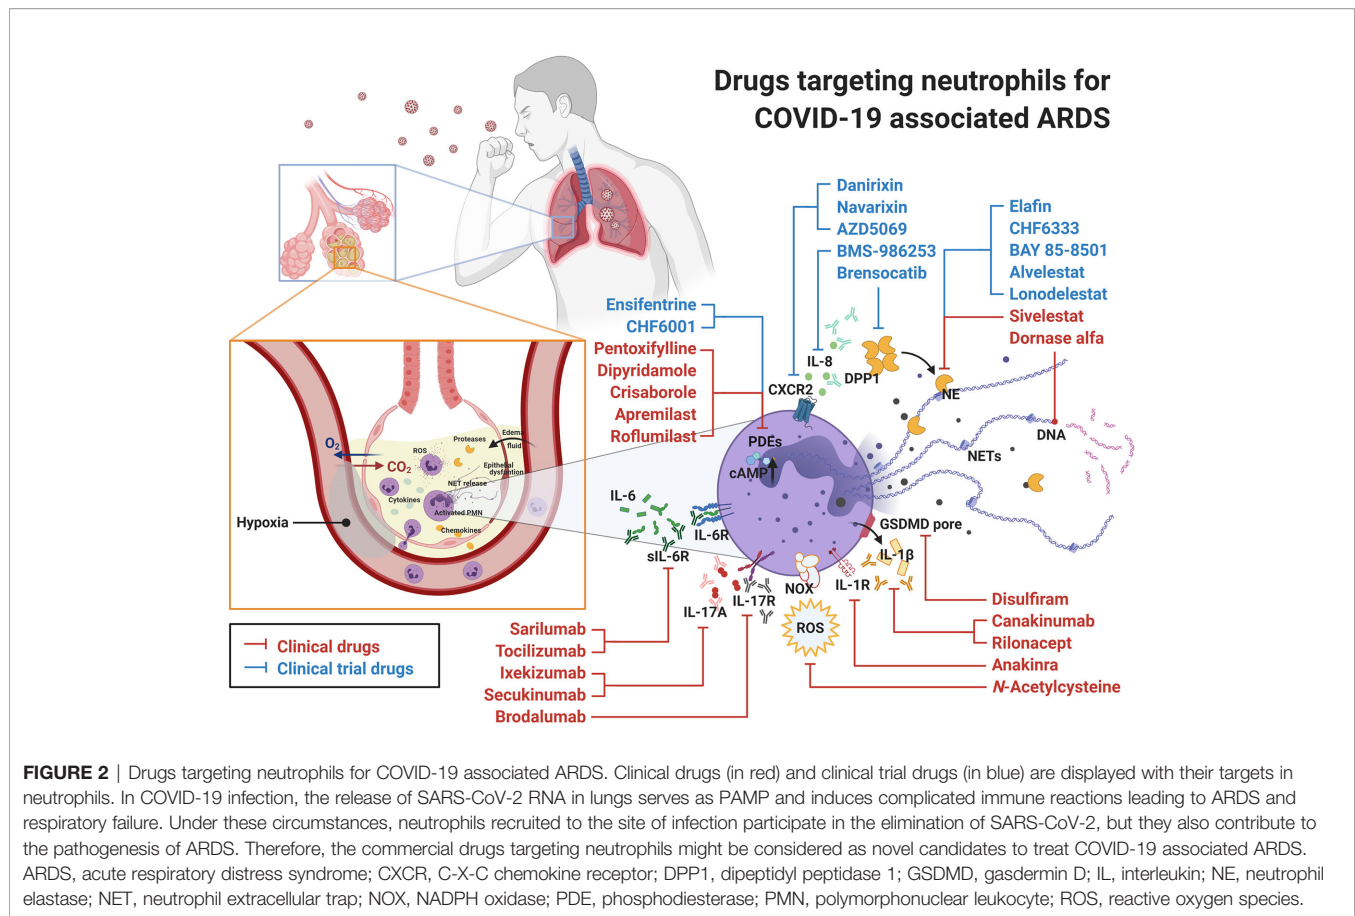 Drugs targeting neutrophils for
COVID-19 associated ARDS
Danirixin
Navarixin
AZD5069
BMS-986253
Brensocatib
Elafin
CHF6333
BAY 85-8501
Alvelestat
Lonodelestat
Sivelestat
Dornase alfa
Ensifentrine
CHF6001
Pentoxifylline
Dipyridamole
Crisaborole
Apremilast
Roflumilast
IL-8
DPP1
CXCR2
NE
DNA
NETs
PDEs
cAMP
O2
CO2
ROS
Proteases
Edema
fluid
Epithelial
dysfuntion
NET release
Cytokines
Activated PMN
Chemokines
Hypoxia
IL-6
IL-6R
sIL-6R
GSDMD pore
IL-1β
IL-1R
NOX
ROS
IL-17A
IL-17R
Clinical drugs
Clinical trial drugs
Sarilumab
Tocilizumab
Ixekizumab
Secukinumab
Brodalumab
Disulfiram
Canakinumab
Rilonacept
Anakinra
N-Acetylcysteine
FIGURE 2 | Drugs targeting neutrophils for COVID-19 associated ARDS. Clinical drugs (in red) and clinical trial drugs (in blue) are displayed with their targets in
neutrophils. In COVID-19 infection, the release of SARS-CoV-2 RNA in lungs serves as PAMP and induces complicated immune reactions leading to ARDS and
respiratory failure. Under these circumstances, neutrophils recruited to the site of infection participate in the elimination of SARS-CoV-2, but they also contribute to
the pathogenesis of ARDS. Therefore, the commercial drugs targeting neutrophils might be considered as novel candidates to treat COVID-19 associated ARDS.
ARDS, acute respiratory distress syndrome; CXCR, C-X-C chemokine receptor; DPP1, dipeptidyl peptidase 1; GSDMD, gasdermin D; IL, interleukin; NE, neutrophil
elastase; NET, neutrophil extracellular trap; NOX, NADPH oxidase; PDE, phosphodiesterase; PMN, polymorphonuclear leukocyte; ROS, reactive oxygen species.